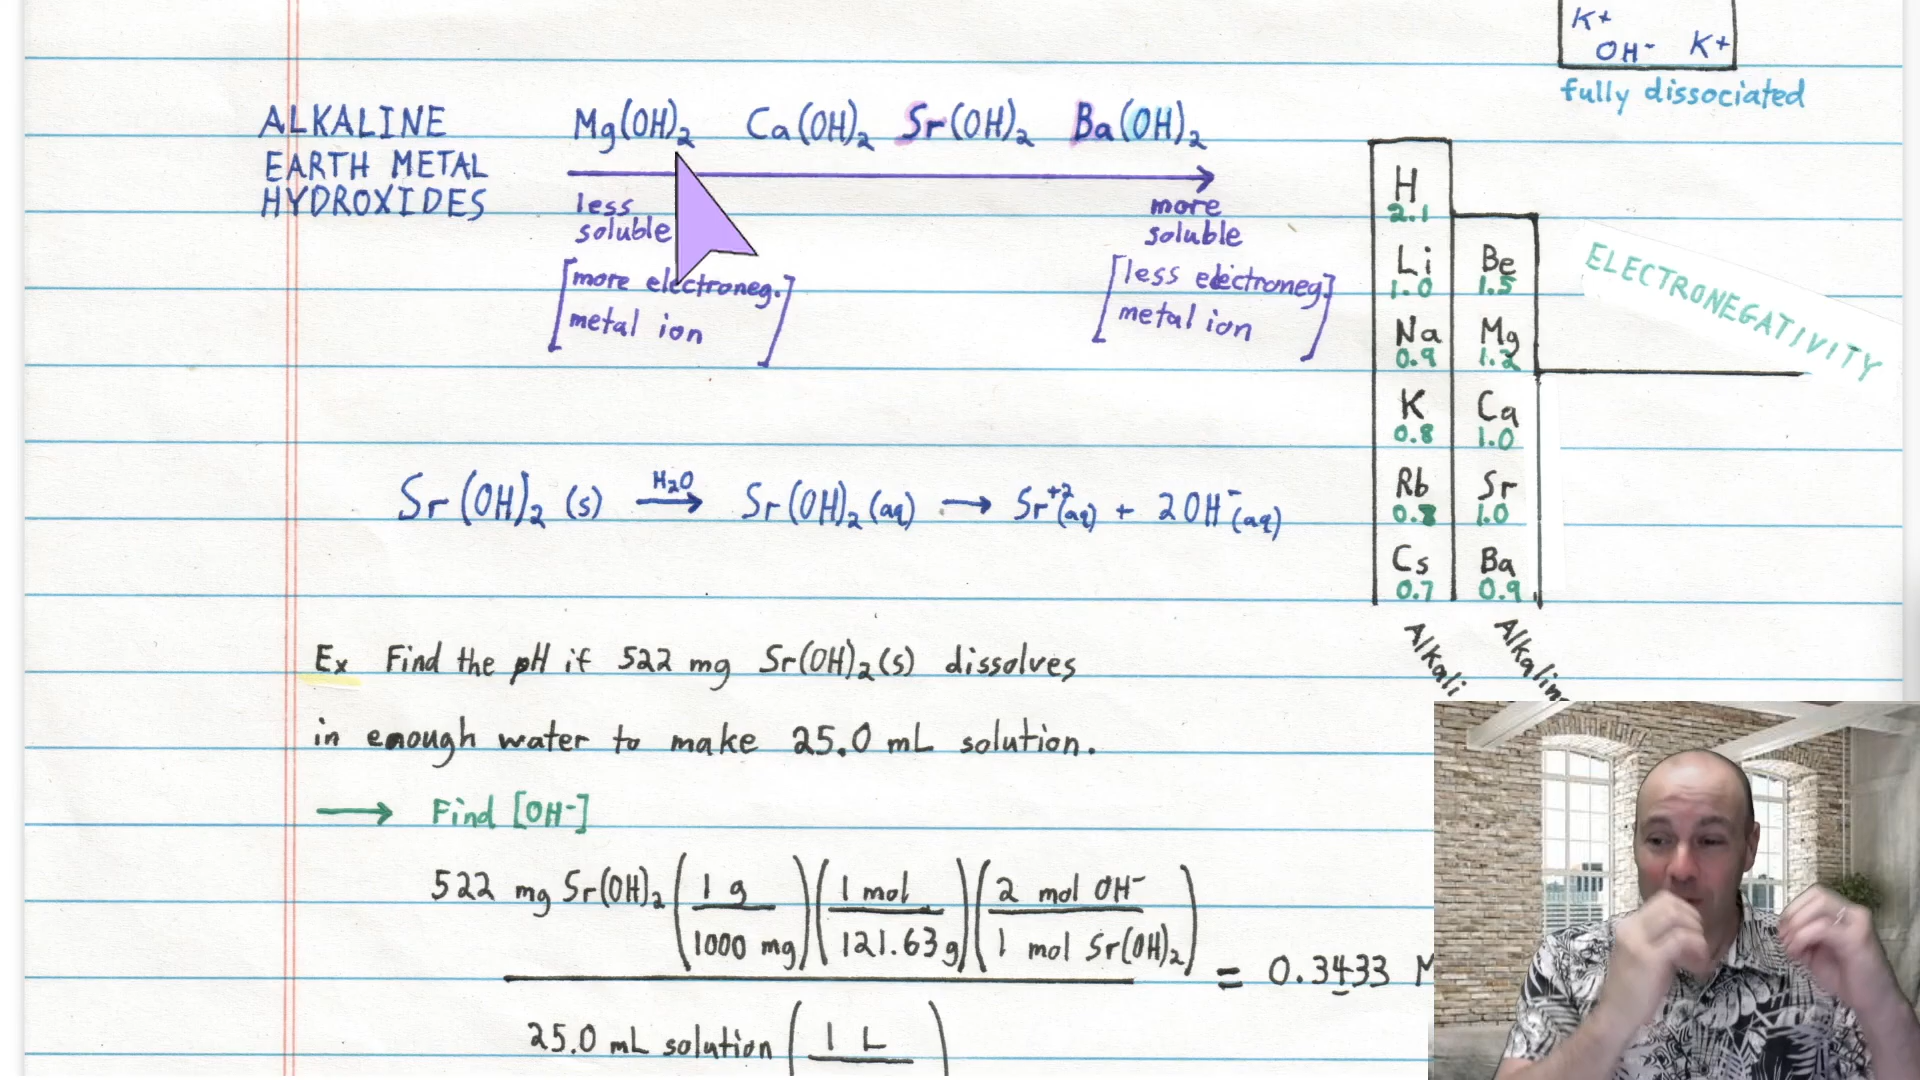 K+
OH- K+
fully dissociated
ALKALINE
EARTH METAL
HYDROXIDES
Mg(OH)₂ Ca(OH)₂ Sr(OH)₂ Ba(OH)₂
less
soluble
[more electroneg.
metal ion]
more
soluble
[less electroneg.
metal ion]
H
2.1
Li Be
1.0 1.5
Na Mg
0.9 1.2
K Ca
0.8 1.0
Rb Sr
0.8 1.0
Cs Ba
0.7 0.9
Alkali
ELECTRONEGATIVITY
Sr(OH)₂ (s) —H₂O→ Sr(OH)₂(aq) → Sr⁺²(aq) + 2OH⁻(aq)
Ex Find the pH if 522 mg Sr(OH)₂(s) dissolves
in enough water to make 25.0 mL solution.
→ Find [OH⁻]
522 mg Sr(OH)₂ (1 g / 1000 mg) (1 mol / 121.63 g) (2 mol OH⁻ / 1 mol Sr(OH)₂)
= 0.3433
25.0 mL solution (1 L